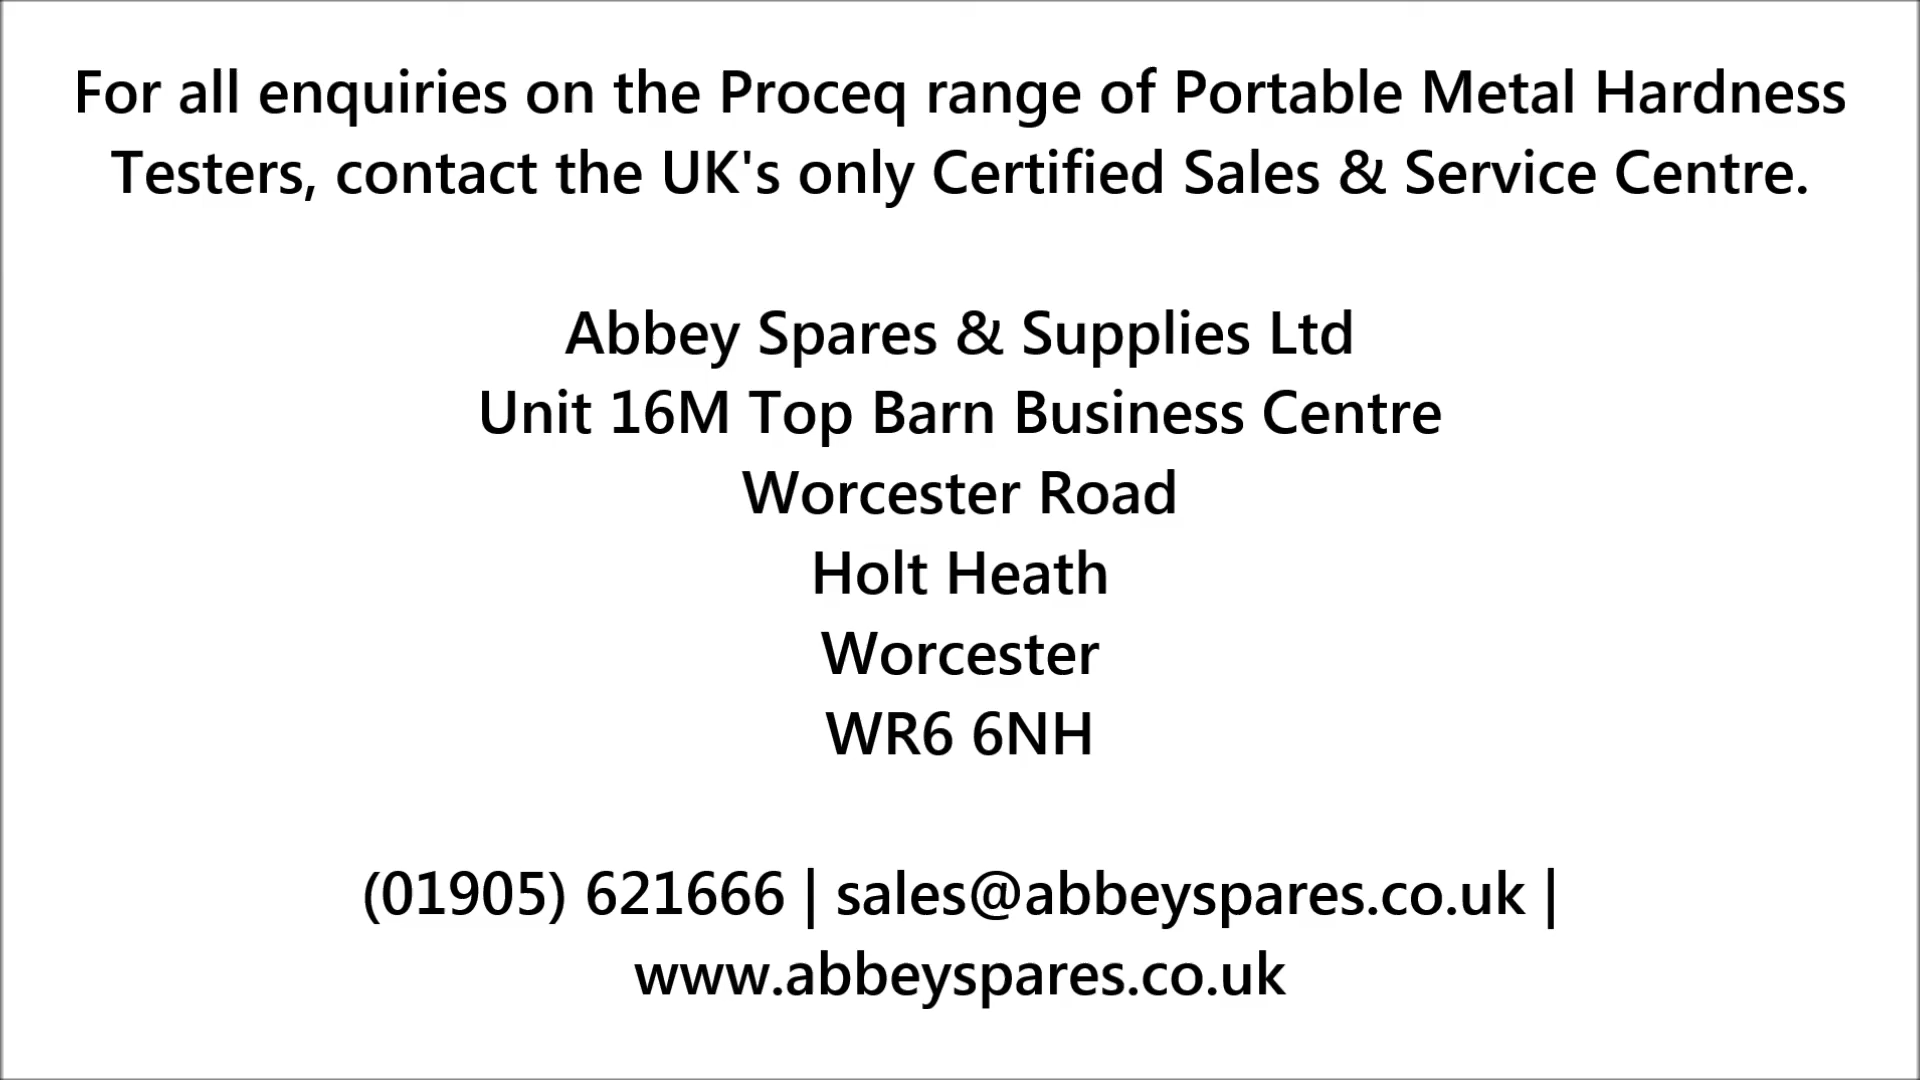 For all enquiries on the Proceq range of Portable Metal Hardness
Testers, contact the UK's only Certified Sales & Service Centre.
Abbey Spares & Supplies Ltd
Unit 16M Top Barn Business Centre
Worcester Road
Holt Heath
Worcester
WR6 6NH
(01905) 621666 | sales@abbeyspares.co.uk |
www.abbeyspares.co.uk